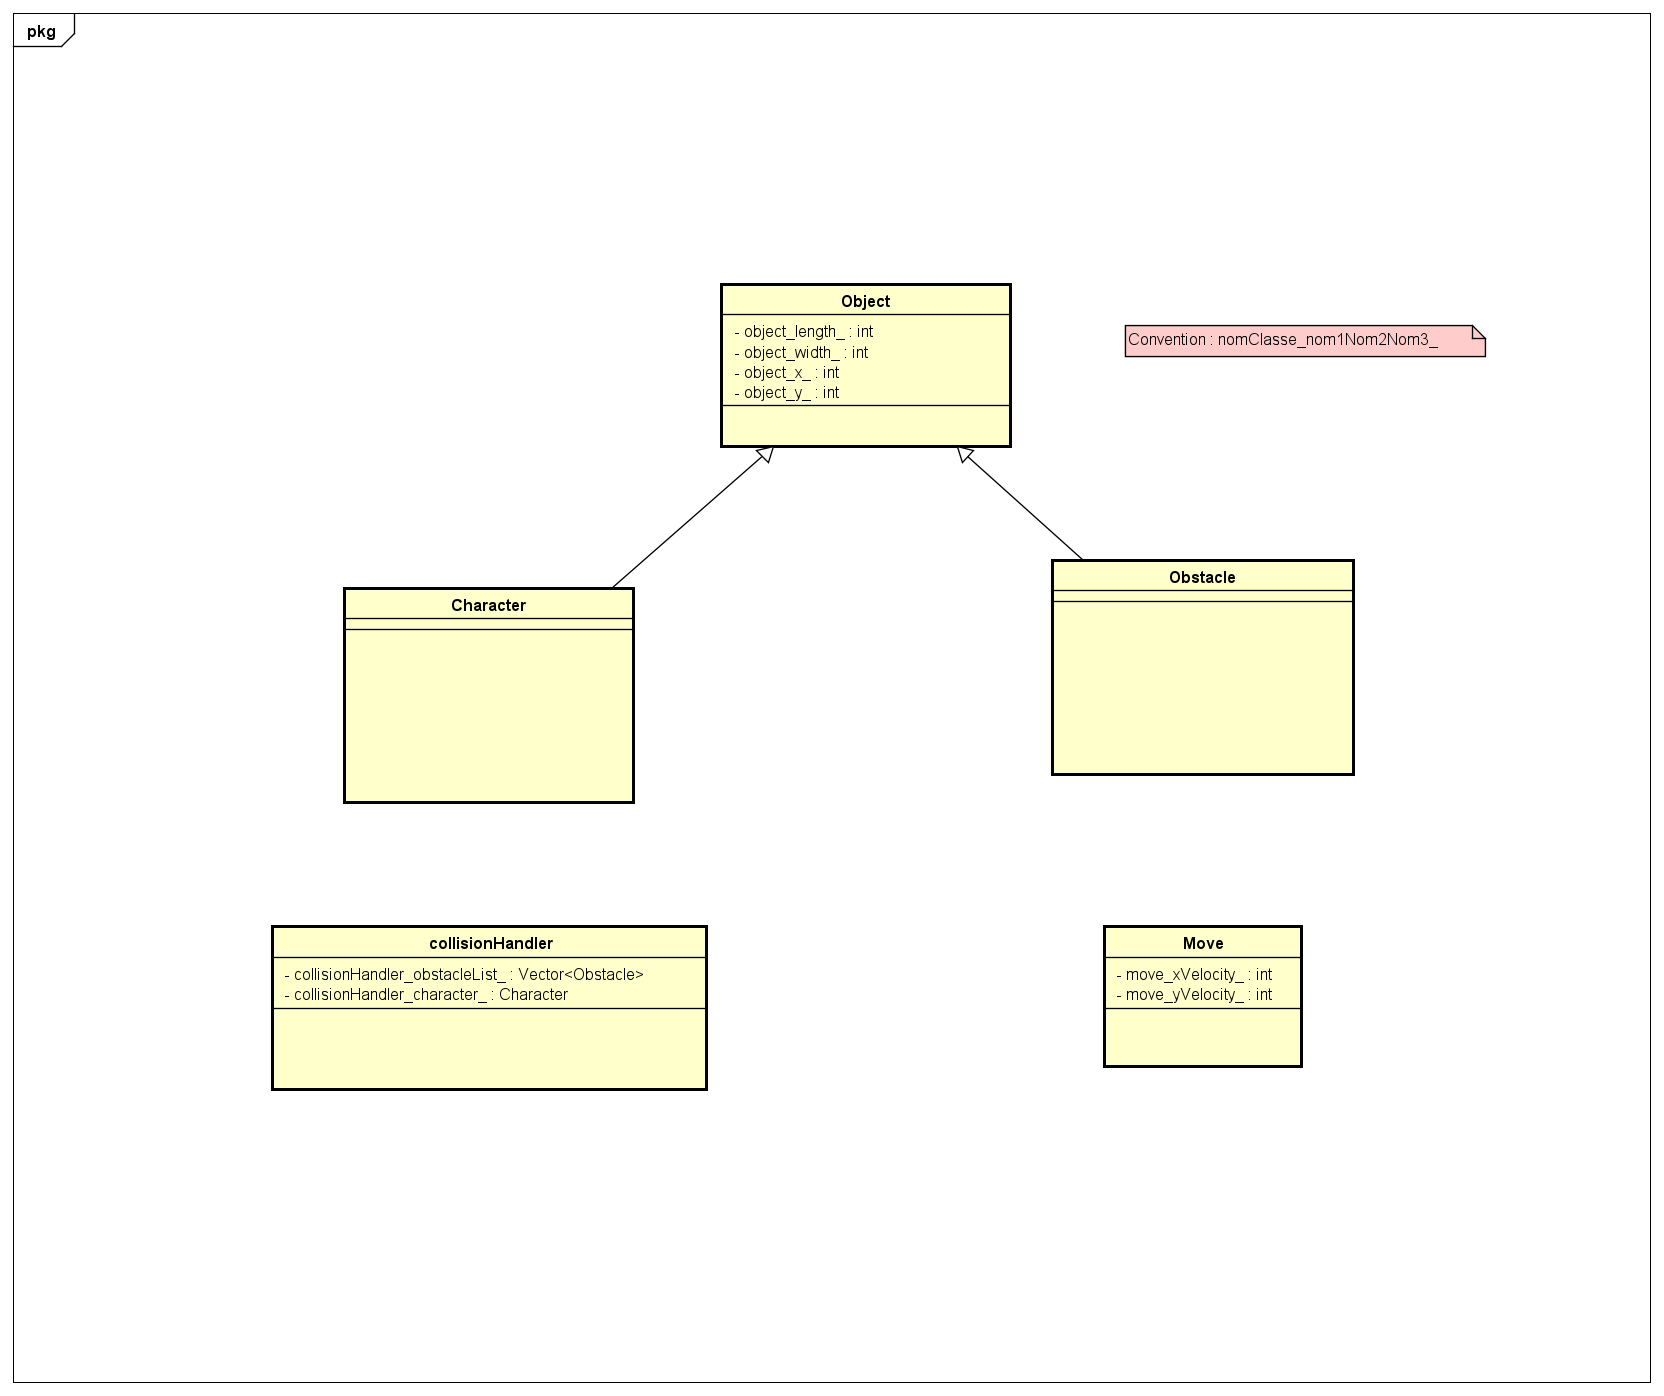 pkg
Object
- object_length_ : int
- object_width_ : int
- object_x_ : int
- object_y_ : int
Convention : nomClasse_nom1Nom2Nom3_
Character
Obstacle
collisionHandler
- collisionHandler_obstacleList_ : Vector<Obstacle>
- collisionHandler_character_ : Character
Move
- move_xVelocity_ : int
- move_yVelocity_ : int